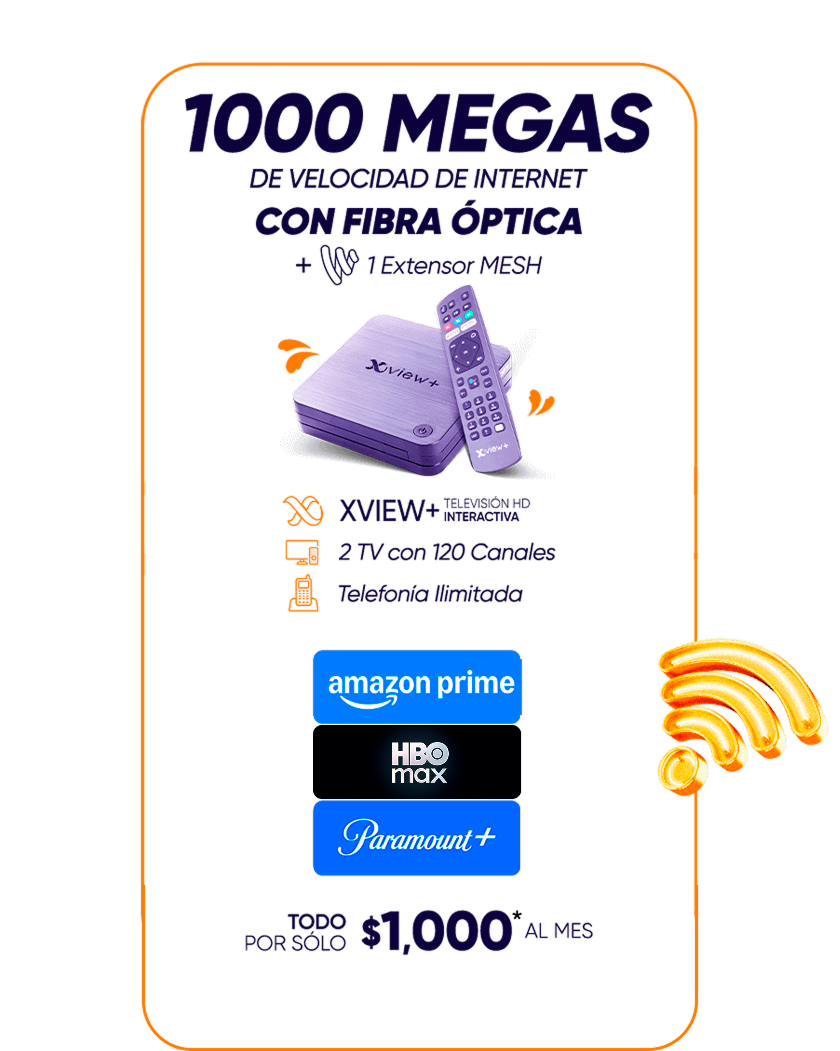 1000 MEGAS
DE VELOCIDAD DE INTERNET
CON FIBRA ÓPTICA
+ 1 Extensor MESH
Xview+
Xview+
XVIEW+ TELEVISIÓN HD
INTERACTIVA
2 TV con 120 Canales
Telefonía Ilimitada
amazon prime
HBO
max
Paramount+
TODO
POR SÓLO $1,000* AL MES